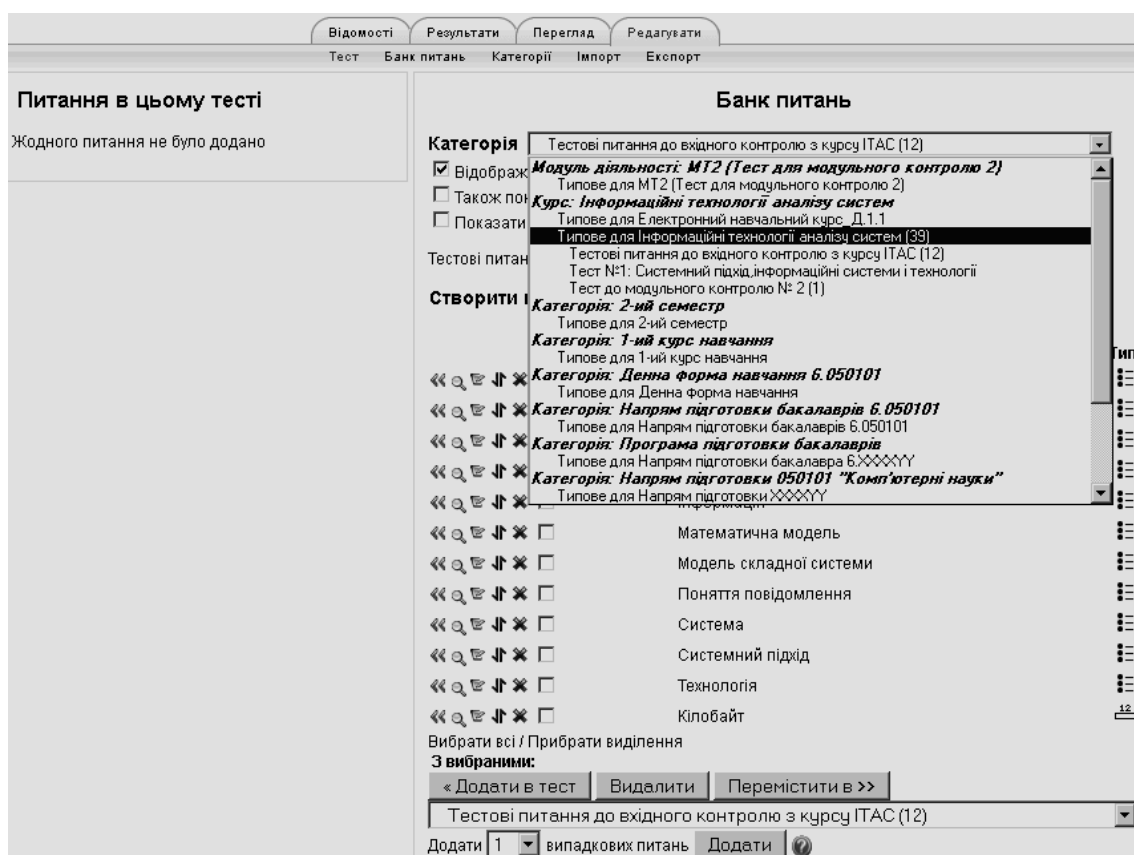 Відомості Результати Перегляд Редагувати
Тест Банк питань Категорії Імпорт Експорт
Питання в цьому тесті
Жодного питання не було додано
Банк питань
Категорія Тестові питання до вхідного контролю з курсу ІТАС (12)
Відображ
Також пок
Показати
Тестові питан
Створити
Модуль діяльності: МТ2 (Тест для модульного контролю 2)
Типове для МТ2 (Тест для модульного контролю 2)
Курс: Інформаційні технології аналізу систем
Типове для Електронний навчальний курс_Д.1.1
Типове для Інформаційні технології аналізу систем (39)
Тестові питання до вхідного контролю з курсу ІТАС (12)
Тест №1: Системний підхід,інформаційні системи і технології
Тест до модульного контролю № 2 (1)
Категорія: 2-ий семестр
Типове для 2-ий семестр
Категорія: 1-ий курс навчання
Типове для 1-ий курс навчання
Категорія: Денна форма навчання 6.050101
Типове для Денна форма навчання
Категорія: Напрям підготовки бакалаврів 6.050101
Типове для Напрям підготовки бакалаврів 6.050101
Категорія: Програма підготовки бакалаврів
Типове для Напрям підготовки бакалавра 6.XXXXYY
Категорія: Напрям підготовки 050101 "Комп'ютерні науки"
Типове для Напрям підготовки XXXXYY
Тип
Математична модель
Модель складної системи
Поняття повідомлення
Система
Системний підхід
Технологія
Кілобайт 12
Вибрати всі / Прибрати виділення
З вибраними:
« Додати в тест Видалити Перемістити в >>
Тестові питання до вхідного контролю з курсу ІТАС (12)
Додати 1 випадкових питань Додати